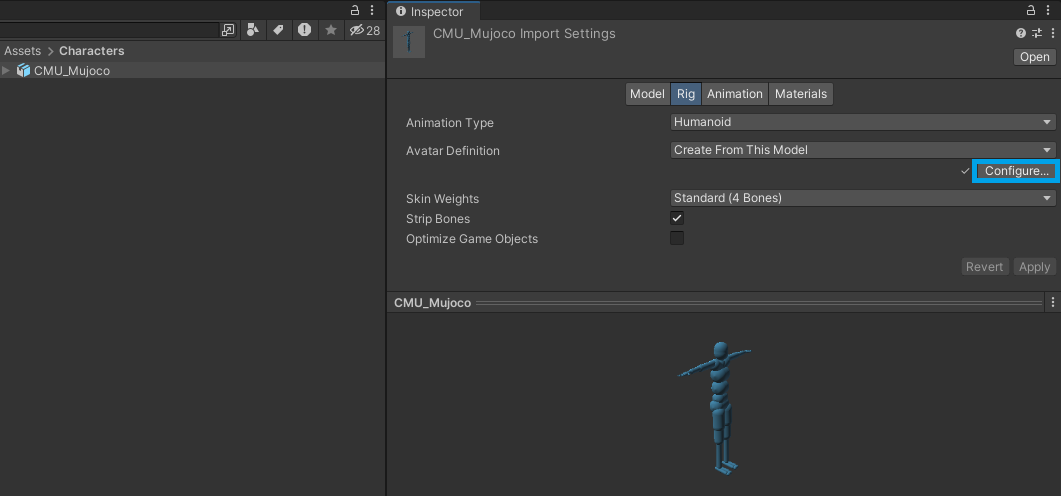 Inspector
28
CMU_Mujoco Import Settings
Assets > Characters
Open
CMU_Mujoco
Model Rig Animation Materials
Animation Type Humanoid
Avatar Definition Create From This Model
Configure...
Skin Weights Standard (4 Bones)
Strip Bones
Optimize Game Objects
Revert Apply
CMU_Mujoco